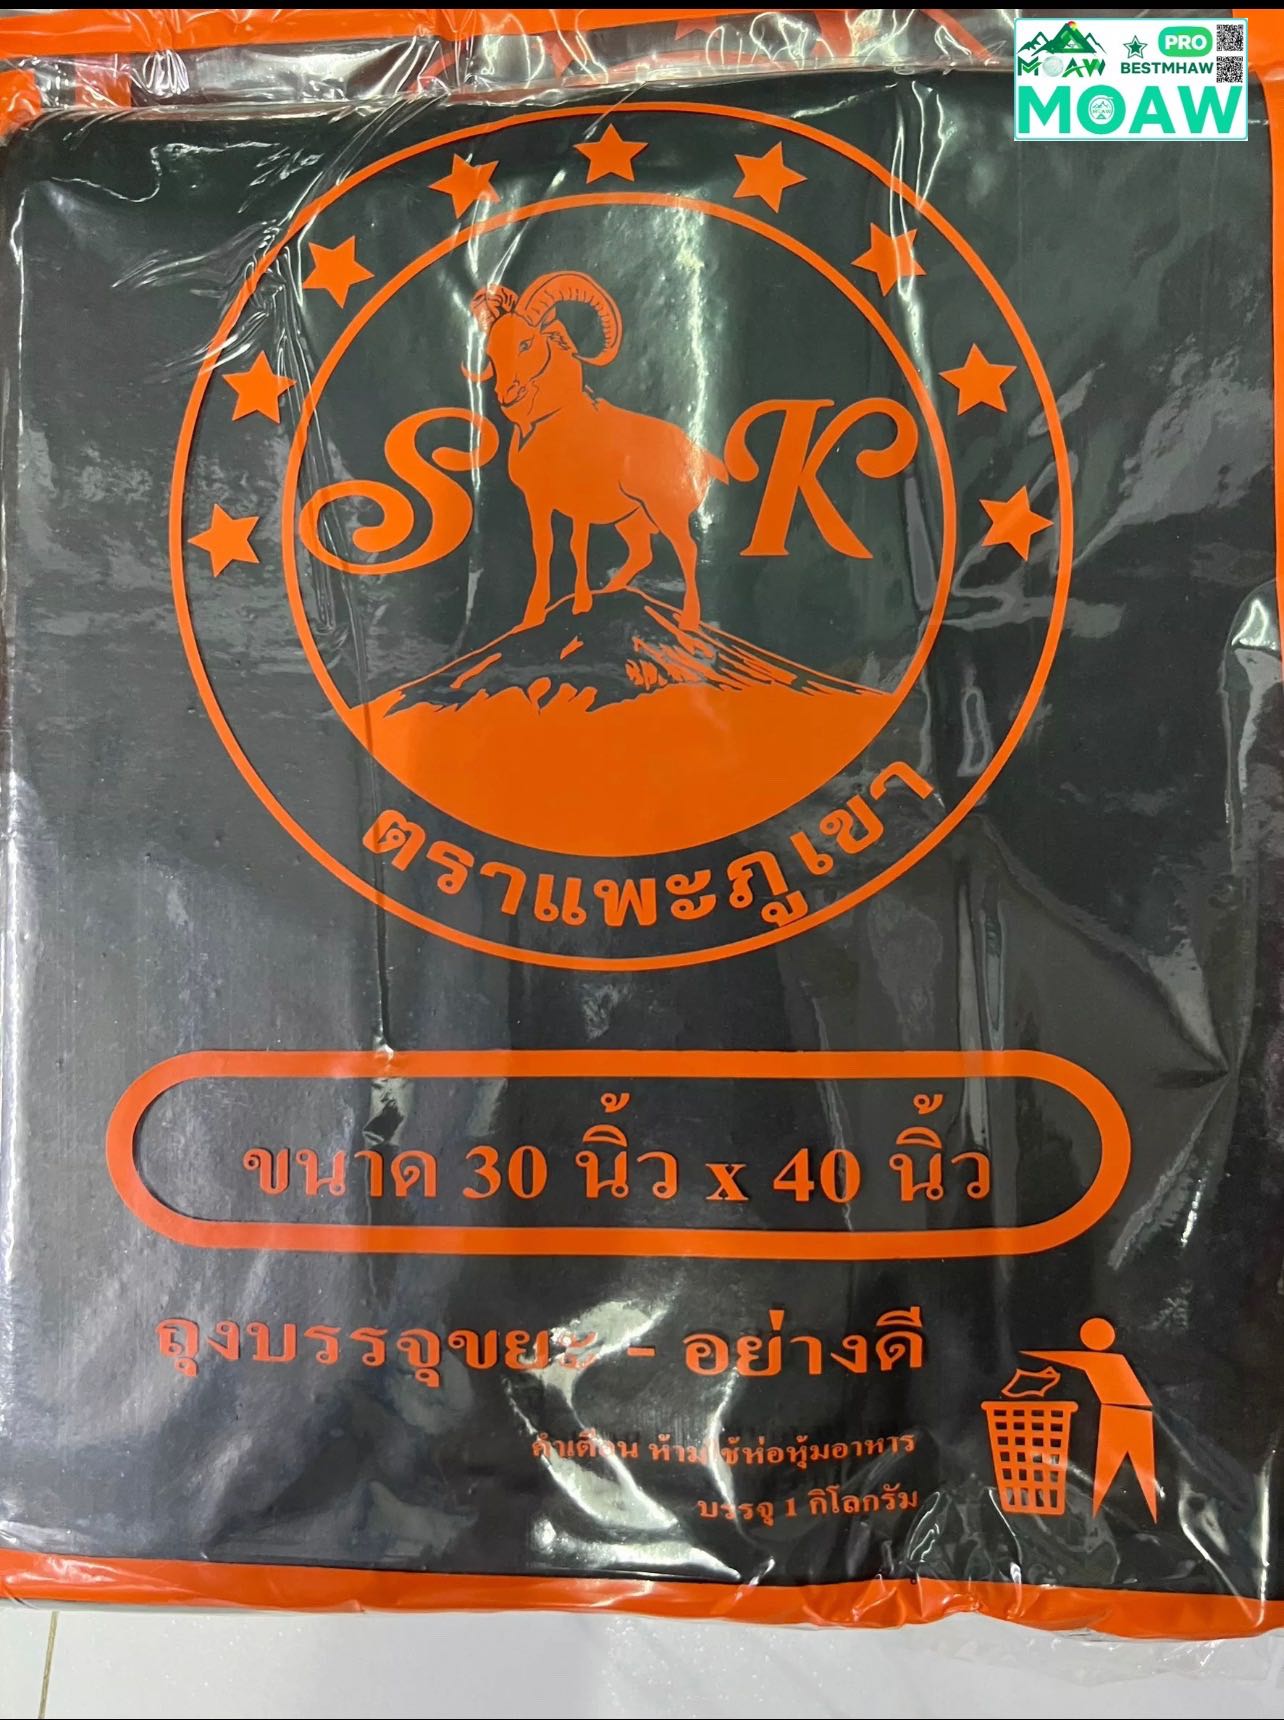 MOAW
PRO
BESTMHAW
MOAW
S K
ตราแพะภูเขา
ขนาด 30 นิ้ว x 40 นิ้ว
ถุงบรรจุขยะ - อย่างดี
คำเตือน ห้ามใช้ห่อหุ้มอาหาร
บรรจุ 1 กิโลกรัม